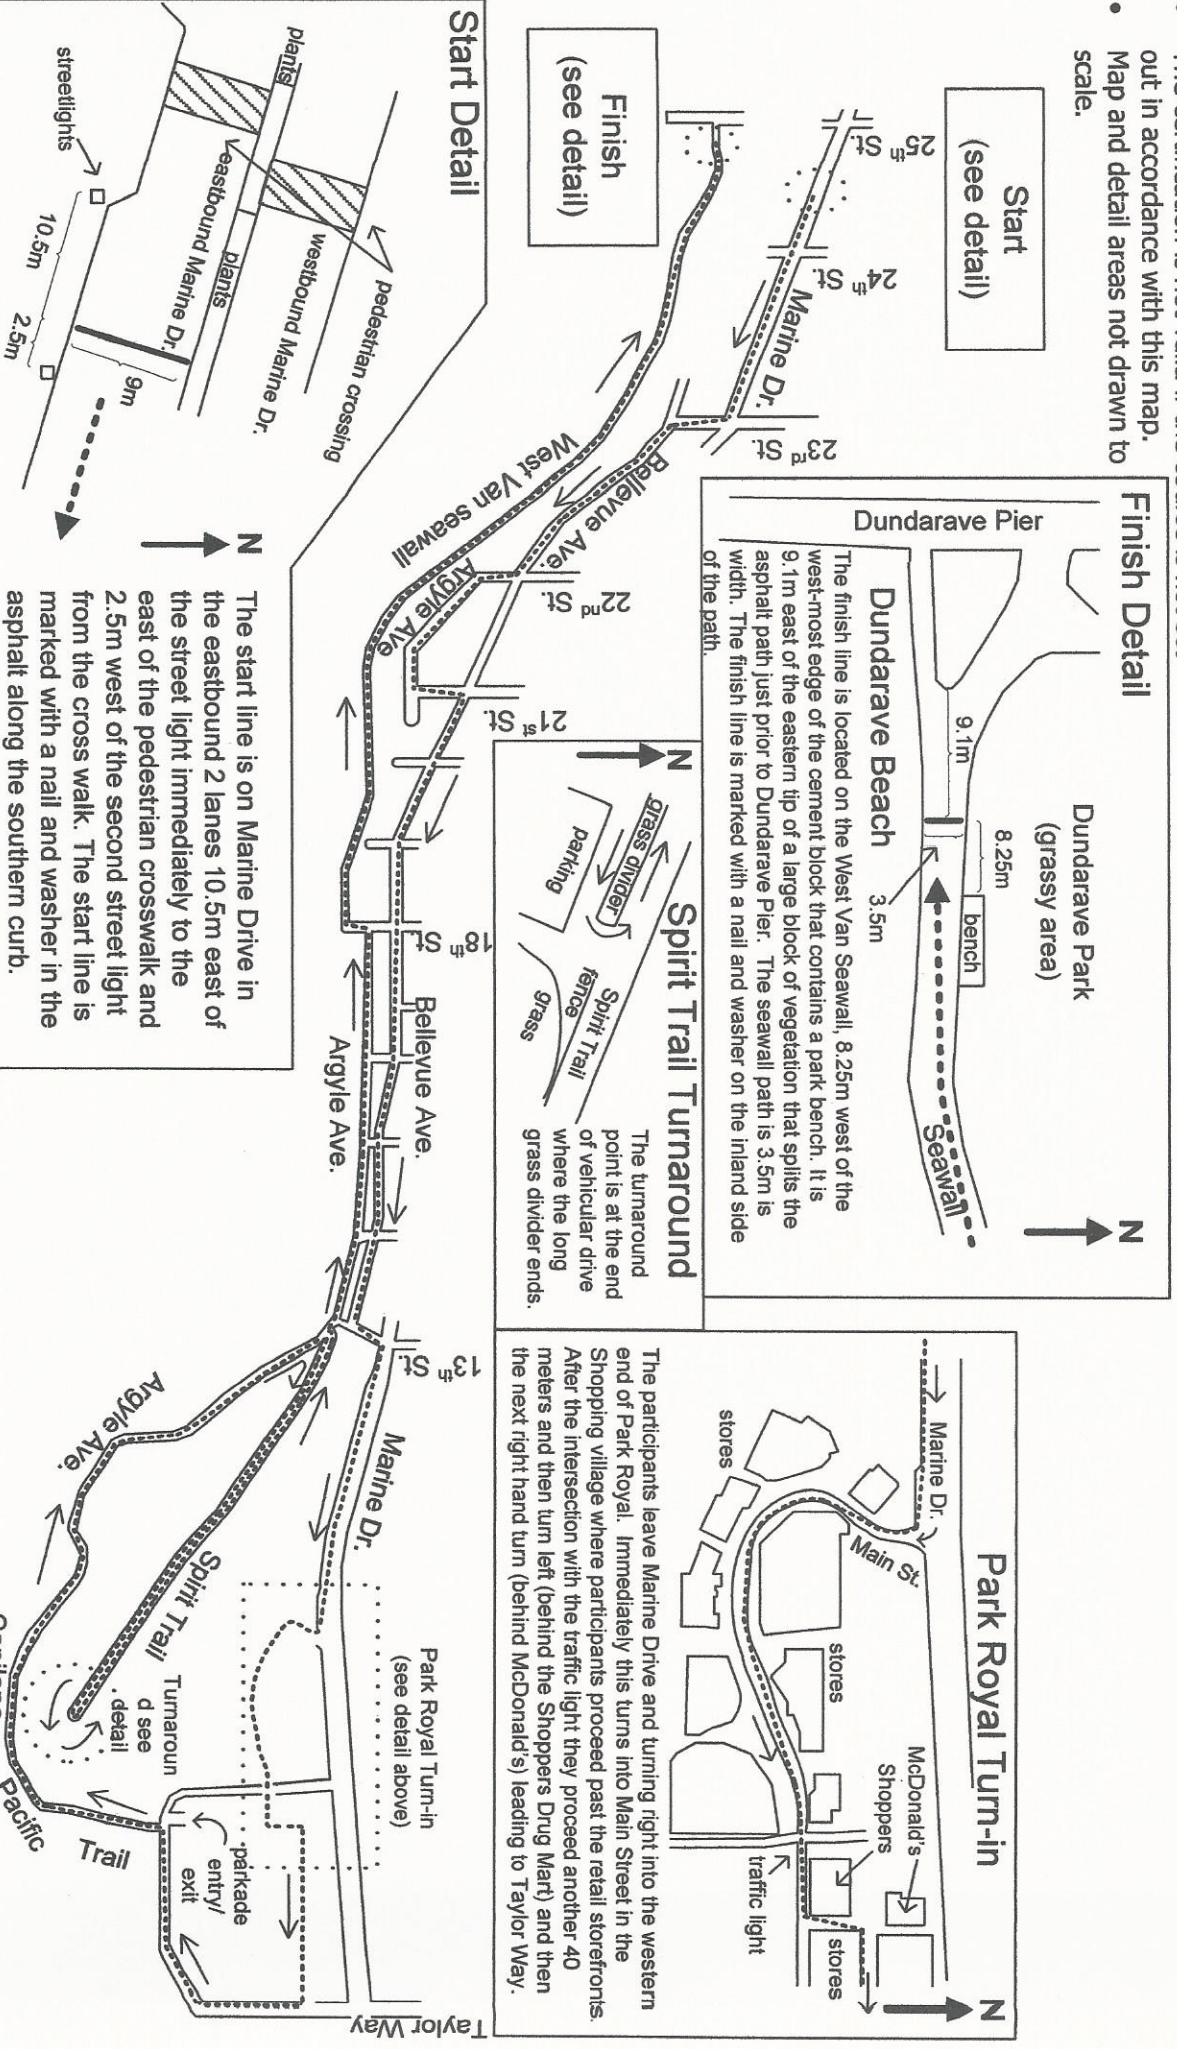 out in accordance with this map.
• Map and detail areas not drawn to
scale.
Start
(see detail)
Finish
(see detail)
25th St.
24th St.
23rd St.
22nd St.
21st St.
18th St.
13th St.
Marine Dr.
Bellevue Ave.
West Van seawall
Argyle Ave
Bellevue Ave.
Argyle Ave.
Marine Dr.
Argyle Ave.
Spirit Trail
Turnaroun
d see
detail
Park Royal Turn-in
(see detail above)
parkade
entry/
exit
Trail
Pacific
Taylor Way
Finish Detail
N
Dundarave Pier
Dundarave Park
(grassy area)
9.1m
8.25m
bench
3.5m
Seawall
Dundarave Beach
The finish line is located on the West Van Seawall, 8.25m west of the
west-most edge of the cement block that contains a park bench. It is
9.1m east of the eastern tip of a large block of vegetation that splits the
asphalt path just prior to Dundarave Pier. The seawall path is 3.5m is
width. The finish line is marked with a nail and washer on the inland side
of the path.
Spirit Trail Turnaround
N
grass divider
parking
Spirit Trail
fence
grass
The turnaround
point is at the end
of vehicular drive
where the long
grass divider ends.
Park Royal Turn-in
N
Marine Dr.
Main St.
stores
stores
McDonald's
Shoppers
stores
traffic light
The participants leave Marine Drive and turning right into the western
end of Park Royal. Immediately this turns into Main Street in the
Shopping village where participants proceed past the retail storefronts.
After the intersection with the traffic light they proceed another 40
meters and then turn left (behind the Shoppers Drug Mart) and then
the next right hand turn (behind McDonald's) leading to Taylor Way.
Start Detail
plants
plants
pedestrian crossing
westbound Marine Dr.
eastbound Marine Dr.
streetlights
10.5m
2.5m
9m
N
The start line is on Marine Drive in
the eastbound 2 lanes 10.5m east of
the street light immediately to the
east of the pedestrian crosswalk and
2.5m west of the second street light
from the cross walk. The start line is
marked with a nail and washer in the
asphalt along the southern curb.